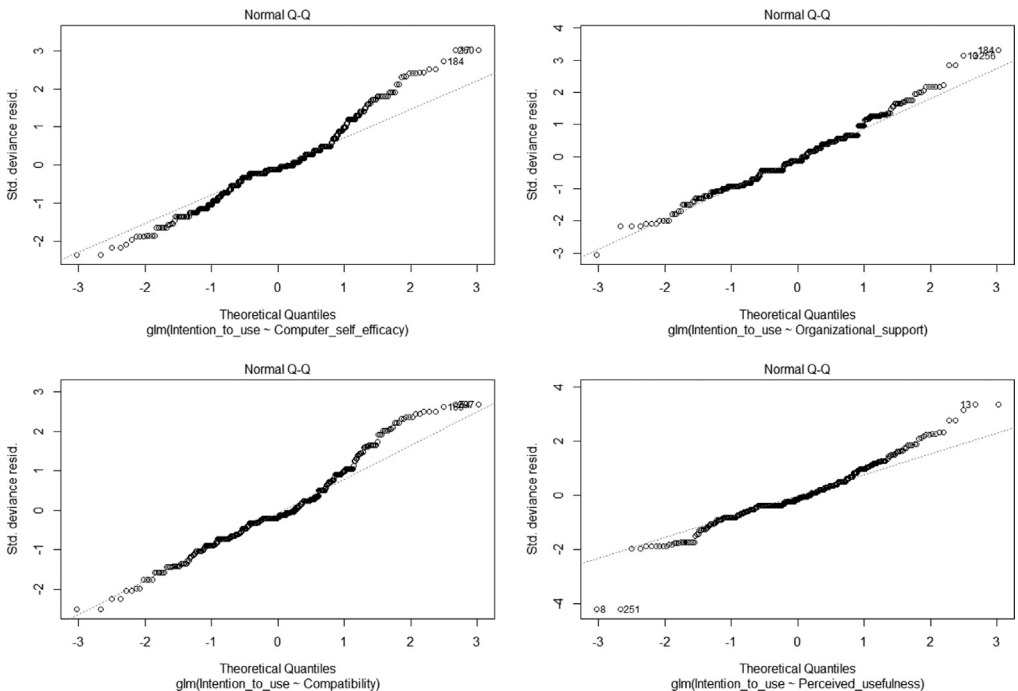 Normal Q-Q
Std. deviance resid.
3
2
1
0
-1
-2
184
-3 -2 -1 0 1 2 3
Theoretical Quantiles
glm(Intention_to_use ~ Computer_self_efficacy)
Normal Q-Q
Std. deviance resid.
4
3
2
1
0
-1
-2
-3
184
256
-3 -2 -1 0 1 2 3
Theoretical Quantiles
glm(Intention_to_use ~ Organizational_support)
Normal Q-Q
Std. deviance resid.
3
2
1
0
-1
-2
-3 -2 -1 0 1 2 3
Theoretical Quantiles
glm(Intention_to_use ~ Compatibility)
Normal Q-Q
Std. deviance resid.
4
2
0
-2
-4
13
8 251
-3 -2 -1 0 1 2 3
Theoretical Quantiles
glm(Intention_to_use ~ Perceived_usefulness)